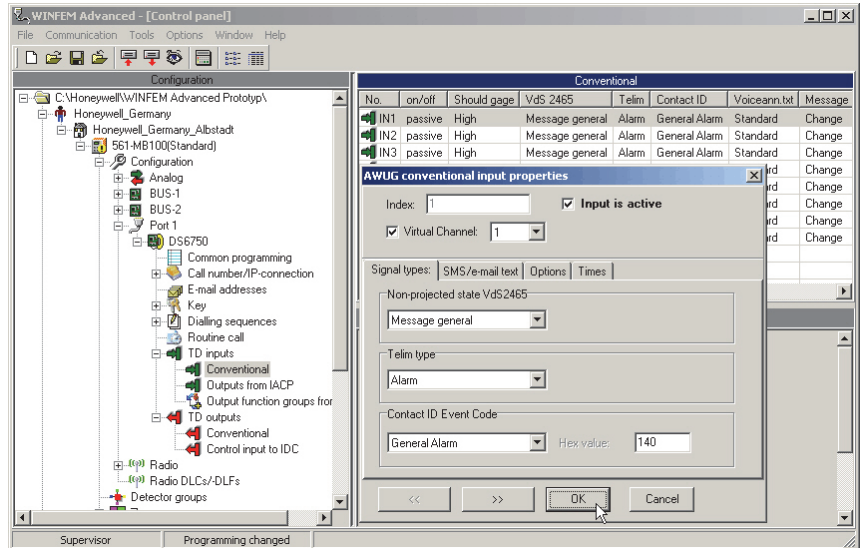 WINFEM Advanced - [Control panel]
File Communication Tools Options Window Help
Configuration
C:\Honeywell\WINFEM Advanced Prototyp\
Honeywell_Germany
Honeywell_Germany_Albstadt
561-MB100(Standard)
Configuration
Analog
BUS-1
BUS-2
Port 1
DS6750
Common programming
Call number/IP-connection
E-mail addresses
Key
Dialling sequences
Routine call
TD inputs
Conventional
Outputs from IACP
Output function groups fror
TD outputs
Conventional
Control input to IDC
Radio
Radio DLCs/-DLFs
Detector groups
Conventional
No. on/off Should gage VdS 2465 Telim Contact ID Voiceann.txt Message
IN1 passive High Message general Alarm General Alarm Standard Change
IN2 passive High Message general Alarm General Alarm Standard Change
IN3 passive High Message general Alarm General Alarm Standard Change
rd Change
rd Change
rd Change
rd Change
rd Change
AWUG conventional input properties
Index: 1 Input is active
Virtual Channel: 1
Signal types: SMS/e-mail text Options Times
Non-projected state VdS2465
Message general
Telim type
Alarm
Contact ID Event Code
General Alarm Hex value: 140
<< >> OK Cancel
Supervisor Programming changed